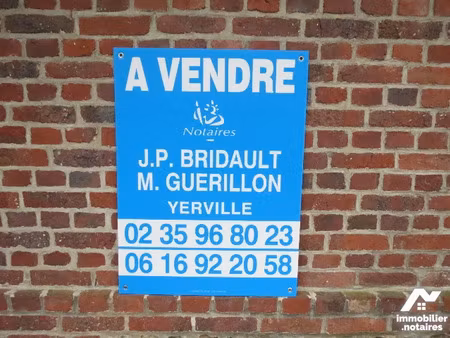 A VENDRE
Notaires
J.P. BRIDAULT
M. GUERILLON
YERVILLE
02 35 96 80 23
06 16 92 20 58
immobilier
.notaires